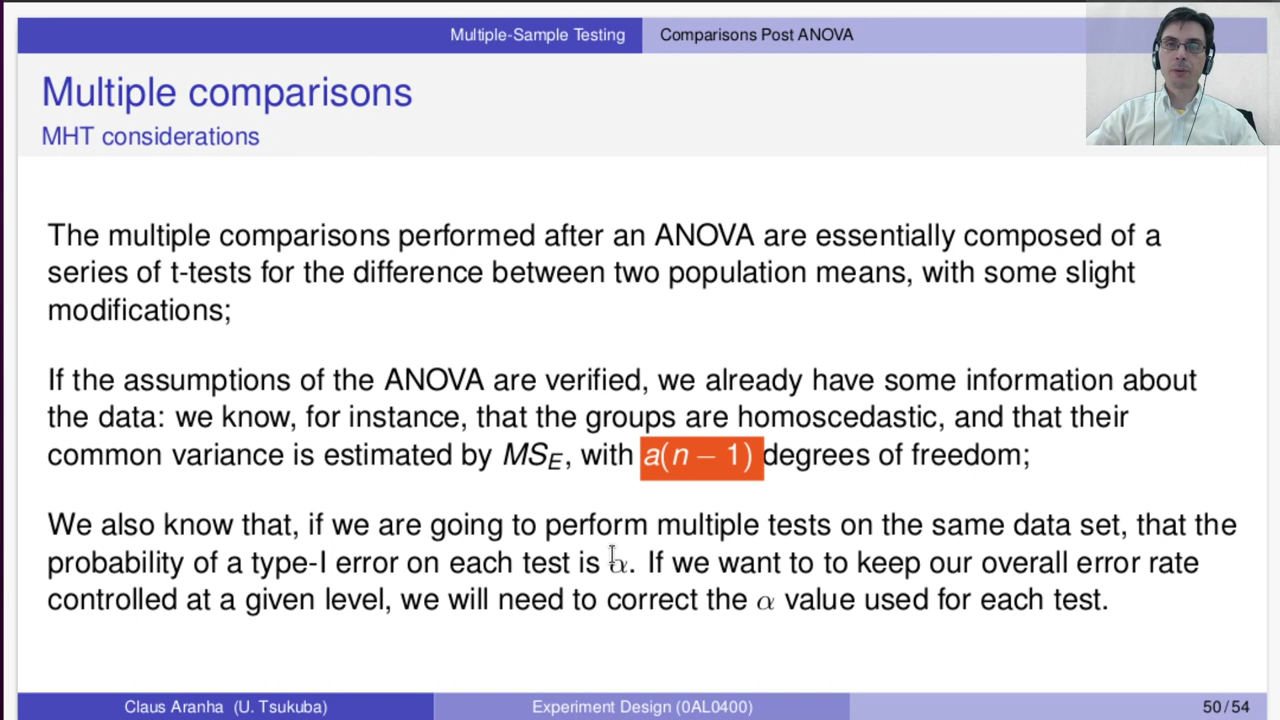 Multiple-Sample Testing Comparisons Post ANOVA
Multiple comparisons
MHT considerations
The multiple comparisons performed after an ANOVA are essentially composed of a
series of t-tests for the difference between two population means, with some slight
modifications;
If the assumptions of the ANOVA are verified, we already have some information about
the data: we know, for instance, that the groups are homoscedastic, and that their
common variance is estimated by MS_E, with a(n − 1) degrees of freedom;
We also know that, if we are going to perform multiple tests on the same data set, that the
probability of a type-I error on each test is α. If we want to to keep our overall error rate
controlled at a given level, we will need to correct the α value used for each test.
Claus Aranha (U. Tsukuba) Experiment Design (0AL0400) 50 / 54